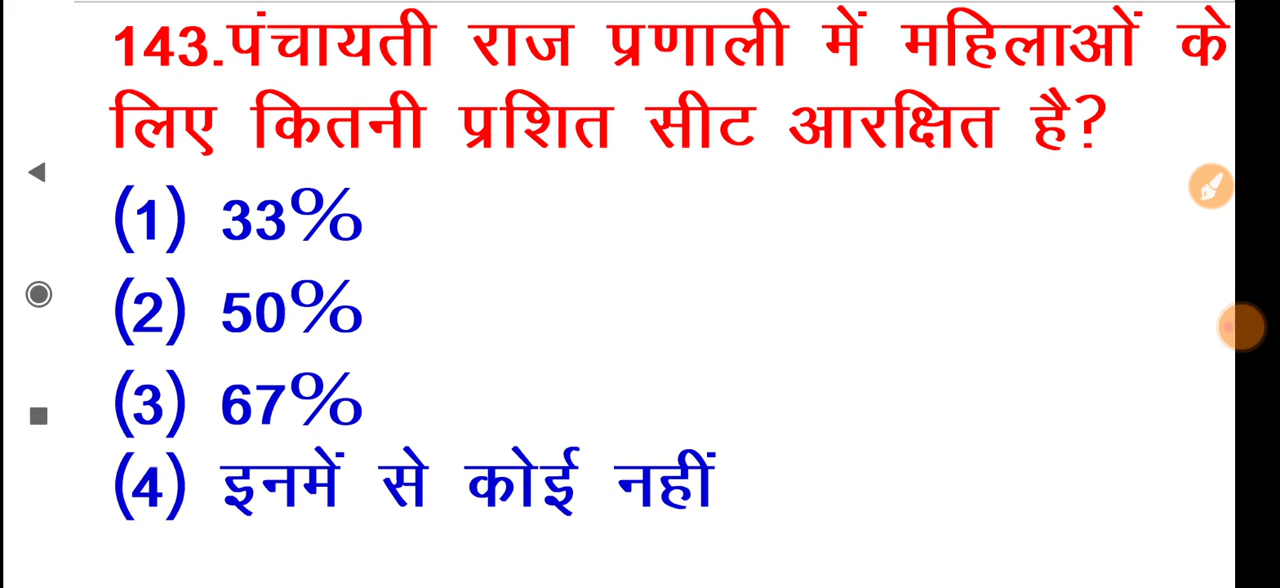 143.पंचायती राज प्रणाली में महिलाओं के
लिए कितनी प्रशित सीट आरक्षित है?
(1) 33%
(2) 50%
(3) 67%
(4) इनमें से कोई नहीं